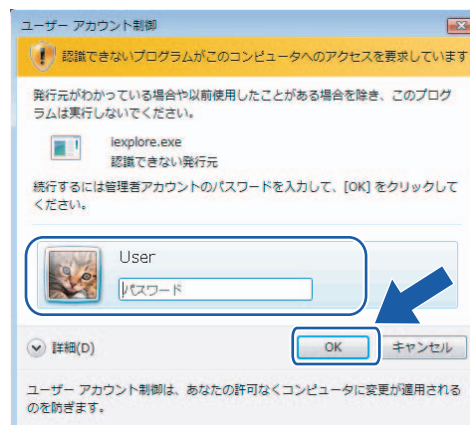 ユーザー アカウント制御
認識できないプログラムがこのコンピュータへのアクセスを要求しています
発行元がわかっている場合や以前使用したことがある場合を除き、このプログ
ラムは実行しないでください。
iexplore.exe
認識できない発行元
続行するには管理者アカウントのパスワードを入力して、[OK] をクリックして
ください。
User
パスワード
詳細(D)
OK
キャンセル
ユーザー アカウント制御は、あなたの許可なくコンピュータに変更が適用される
のを防ぎます。